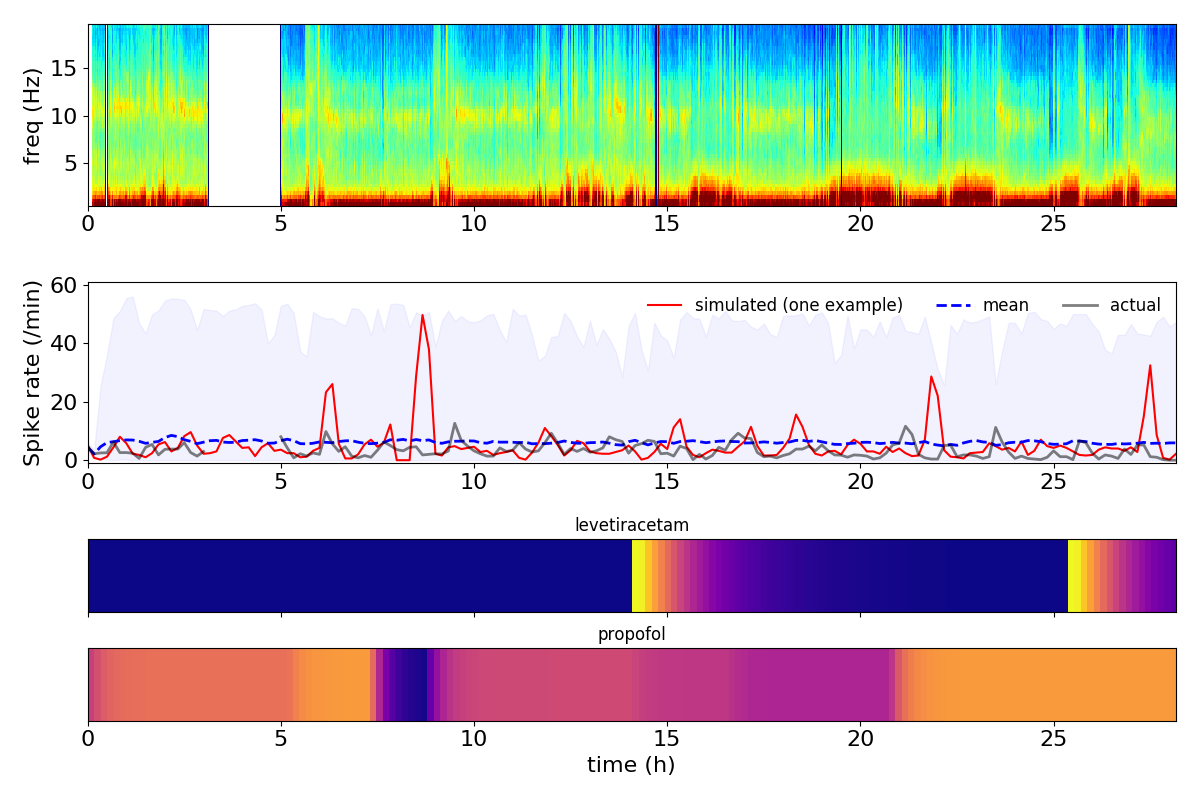 freq (Hz)
15
10
5
0 5 10 15 20 25
Spike rate (/min)
60
40
20
0
simulated (one example) mean actual
0 5 10 15 20 25
levetiracetam
propofol
0 5 10 15 20 25
time (h)